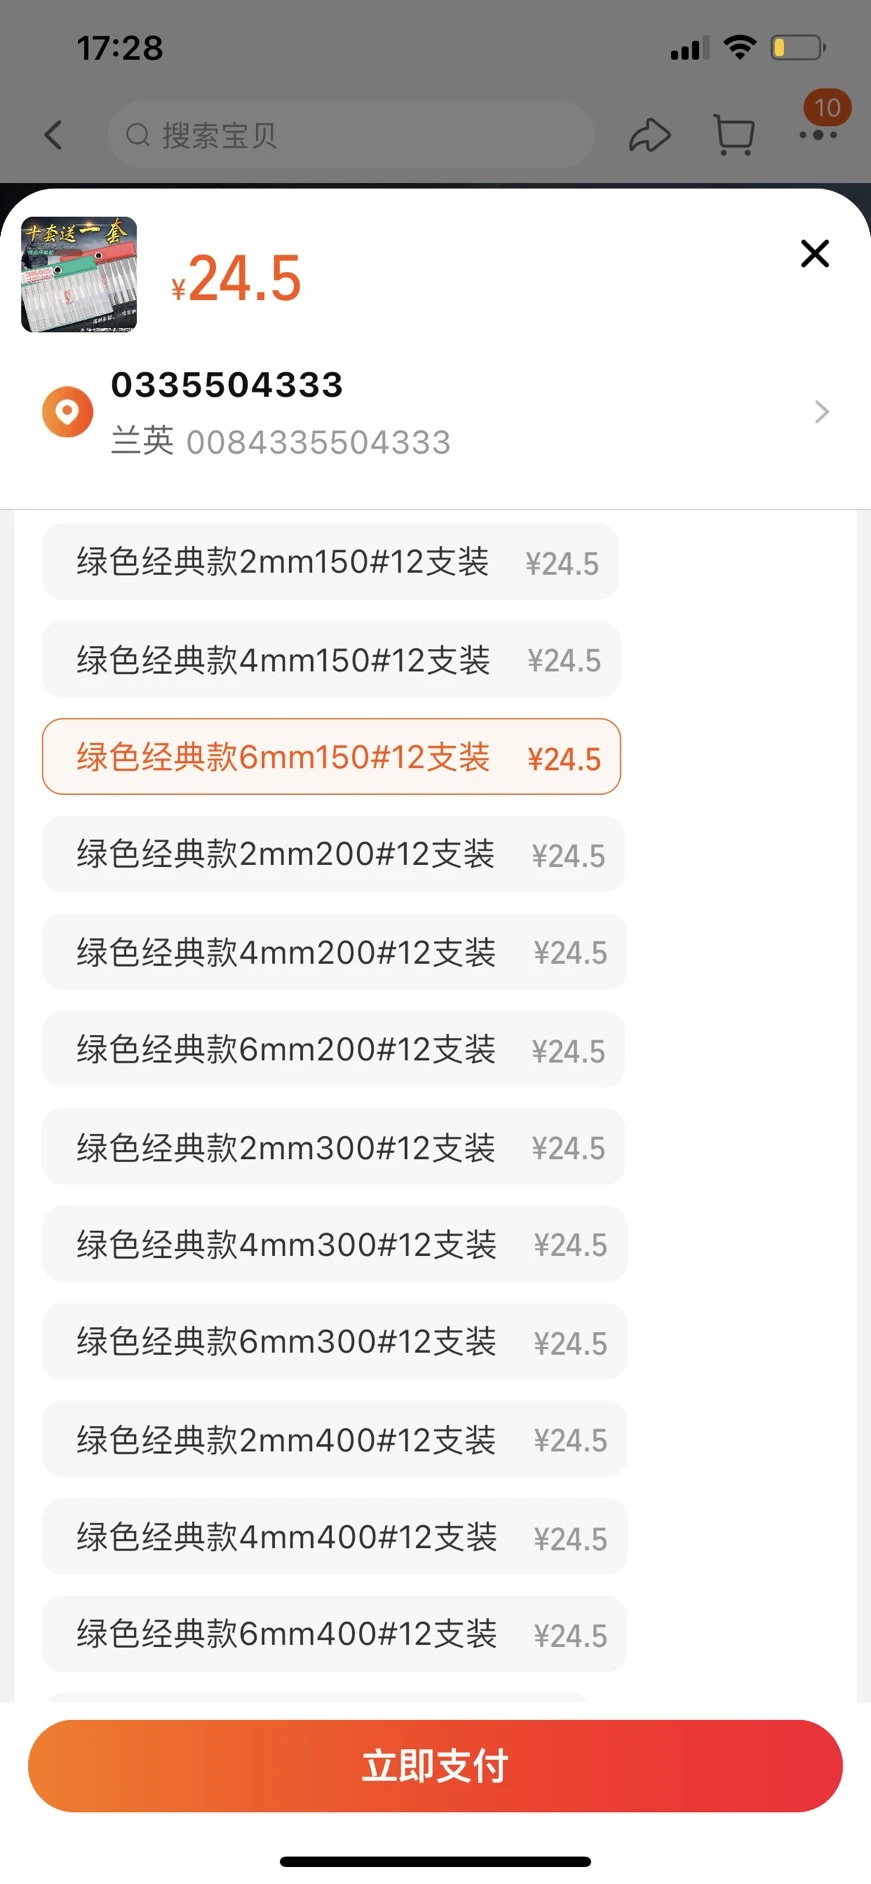 17:28
10
搜索宝贝
十套送一套
¥24.5
0335504333
兰英 0084335504333
绿色经典款2mm150#12支装 ¥24.5
绿色经典款4mm150#12支装 ¥24.5
绿色经典款6mm150#12支装 ¥24.5
绿色经典款2mm200#12支装 ¥24.5
绿色经典款4mm200#12支装 ¥24.5
绿色经典款6mm200#12支装 ¥24.5
绿色经典款2mm300#12支装 ¥24.5
绿色经典款4mm300#12支装 ¥24.5
绿色经典款6mm300#12支装 ¥24.5
绿色经典款2mm400#12支装 ¥24.5
绿色经典款4mm400#12支装 ¥24.5
绿色经典款6mm400#12支装 ¥24.5
立即支付